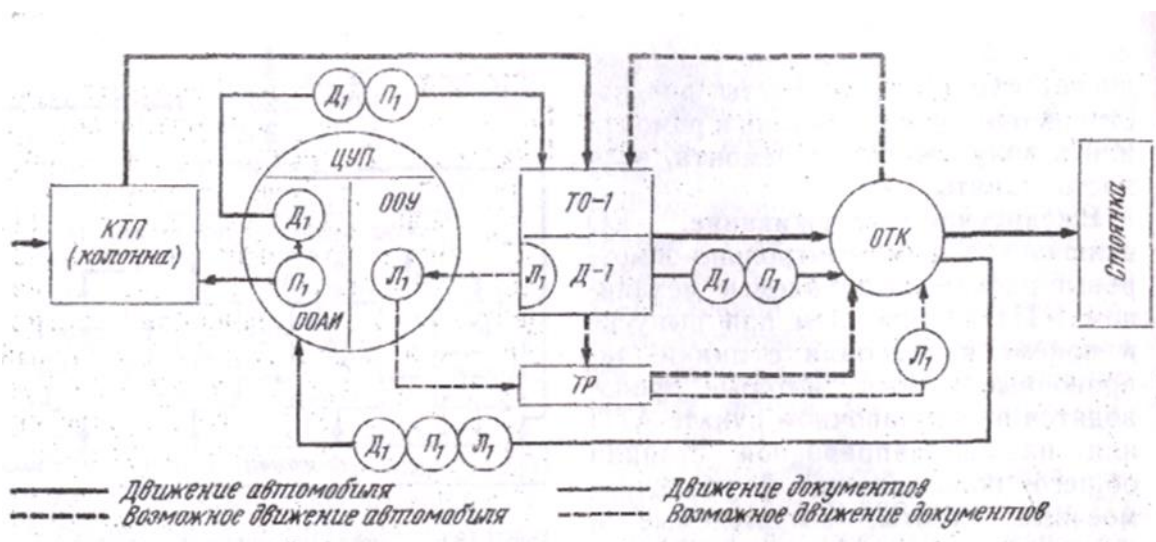 Д₁ П₁
ЦУП
ООУ
КТП
(колонна)
Д₁
П₁
ООАИ
Л₁
ТО-1
Л₁
Д-1
ТР
Д₁ П₁
ОТК
Л₁
Стоянка
Д₁ П₁ Л₁
Движение автомобиля
Возможное движение автомобиля
Движение документов
Возможное движение документов